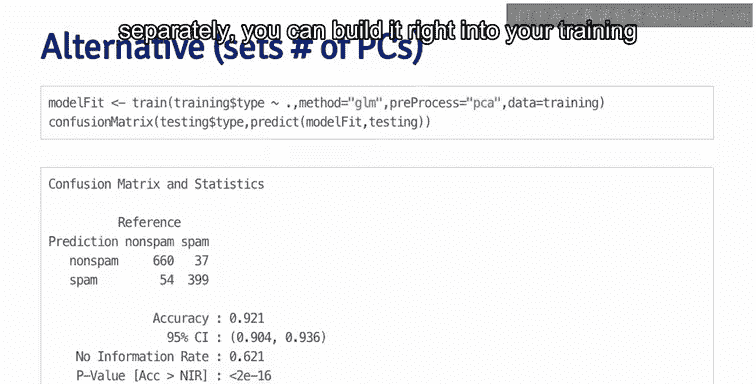 separately, you can build it right into your training
Alternative (sets # of PCs)
modelFit <- train(training$type ~ .,method="glm",preProcess="pca",data=training)
confusionMatrix(testing$type,predict(modelFit,testing))
Confusion Matrix and Statistics
Reference
Prediction nonspam spam
nonspam 660 37
spam 54 399
Accuracy : 0.921
95% CI : (0.904, 0.936)
No Information Rate : 0.621
P-Value [Acc > NIR] : <2e-16